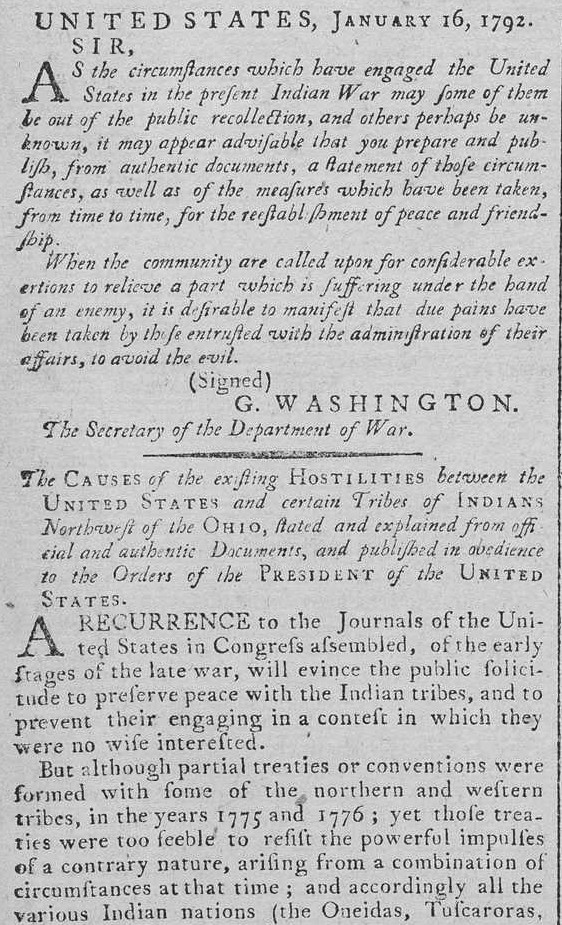 UNITED STATES, JANUARY 16, 1792.
SIR,
AS the circumſtances which have engaged the United
States in the preſent Indian War may ſome of them
be out of the public recollection, and others perhaps be un-
known, it may appear adviſable that you prepare and pub-
liſh, from authentic documents, a ſtatement of thoſe circum-
ſtances, as well as of the meaſures which have been taken,
from time to time, for the reeſtabl ſhment of peace and friend-
ſhip.
When the community are called upon for conſiderable ex-
ertions to relieve a part which is ſuffering under the hand
of an enemy, it is deſirable to manifeſt that due pains have
been taken by thoſe entruſted with the adminiſtration of their
affairs, to avoid the evil.
(Signed)
G. WASHINGTON.
The Secretary of the Department of War.
The CAUSES of the exiſting HOSTILITIES between the
UNITED STATES and certain Tribes of INDIANS
Northweſt of the OHIO, ſtated and explained from offi-
cial and authentic Documents, and publiſhed in obedience
to the Orders of the PRESIDENT of the UNITED
STATES.
A RECURRENCE to the Journals of the Uni-
ted States in Congreſs aſſembled, of the early
ſtages of the late war, will evince the public ſolici-
tude to preſerve peace with the Indian tribes, and to
prevent their engaging in a conteſt in which they
were no wiſe intereſted.
But although partial treaties or conventions were
formed with ſome of the northern and weſtern
tribes, in the years 1775 and 1776 ; yet thoſe trea-
ties were too feeble to reſiſt the powerful impulſes
of a contrary nature, ariſing from a combination of
circumſtances at that time ; and accordingly all the
various Indian nations (the Oneidas, Tuſcaroras,